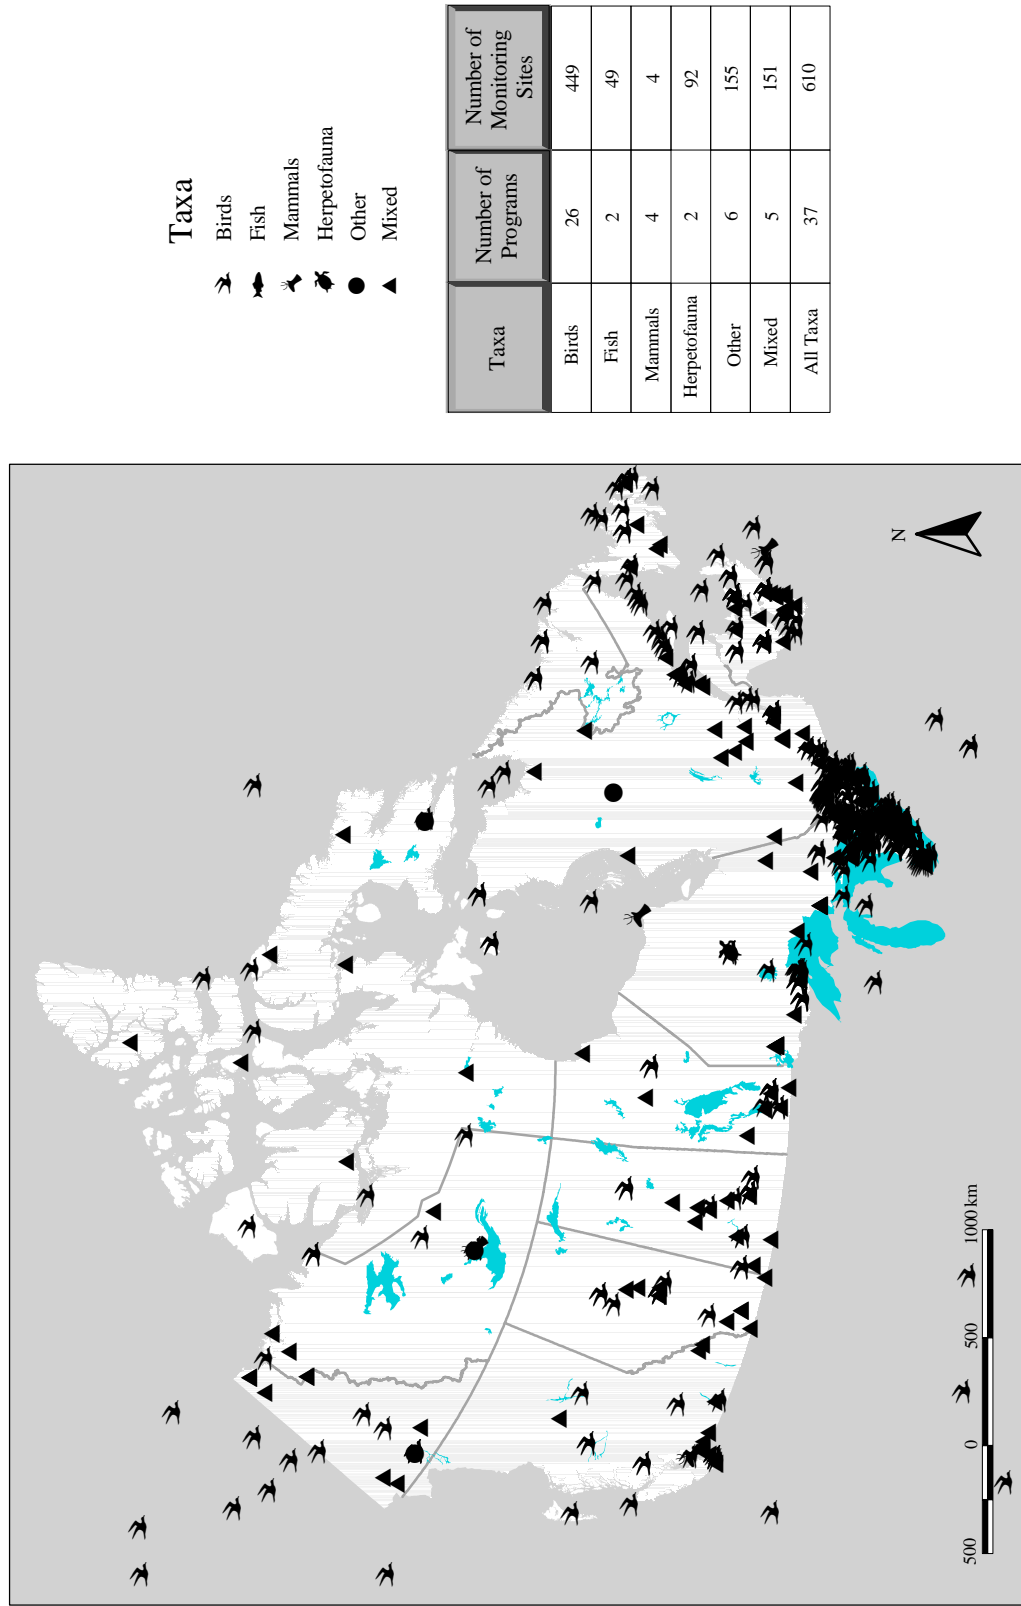 Taxa
Birds
Fish
Mammals
Herpetofauna
Other
Mixed
Taxa
Number of
Programs
Number of
Monitoring
Sites
Birds 26 449
Fish 2 49
Mammals 4 4
Herpetofauna 2 92
Other 6 155
Mixed 5 151
All Taxa 37 610
N
500 0 500 1000 km